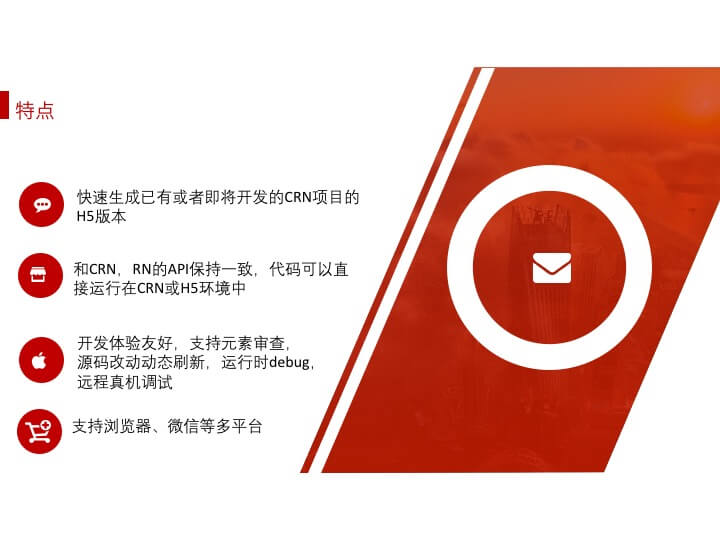 特点
快速生成已有或者即将开发的CRN项目的
H5版本
和CRN，RN的API保持一致，代码可以直
接运行在CRN或H5环境中
开发体验友好，支持元素审查，
源码改动动态刷新，运行时debug，
远程真机调试
支持浏览器、微信等多平台